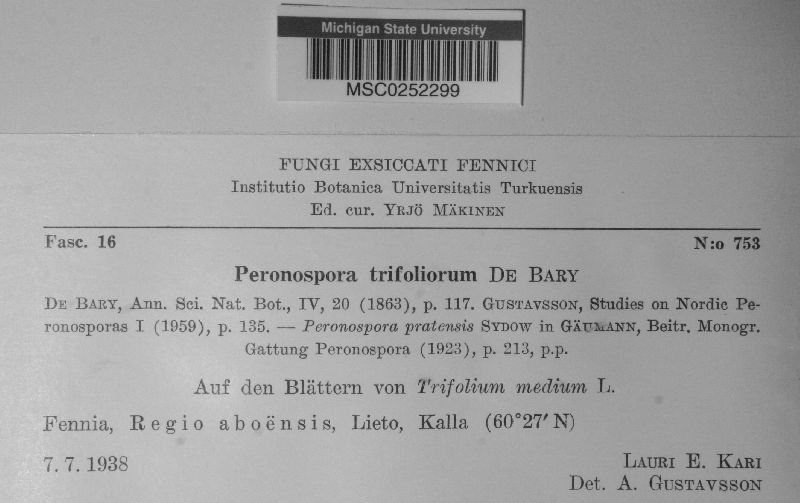 Michigan State University
MSC0252299
FUNGI EXSICCATI FENNICI
Institutio Botanica Universitatis Turkuensis
Ed. cur. YRJÖ MÄKINEN
Fasc. 16 N:o 753
Peronospora trifoliorum DE BARY
DE BARY, Ann. Sci. Nat. Bot., IV, 20 (1863), p. 117. GUSTAVSSON, Studies on Nordic Pe-
ronosporas I (1959), p. 135. — Peronospora pratensis SYDOW in GÄUMANN, Beitr. Monogr.
Gattung Peronospora (1923), p. 213, p.p.
Auf den Blättern von Trifolium medium L.
Fennia, Regio aboënsis, Lieto, Kalla (60°27′ N)
7. 7. 1938 LAURI E. KARI
Det. A. GUSTAVSSON